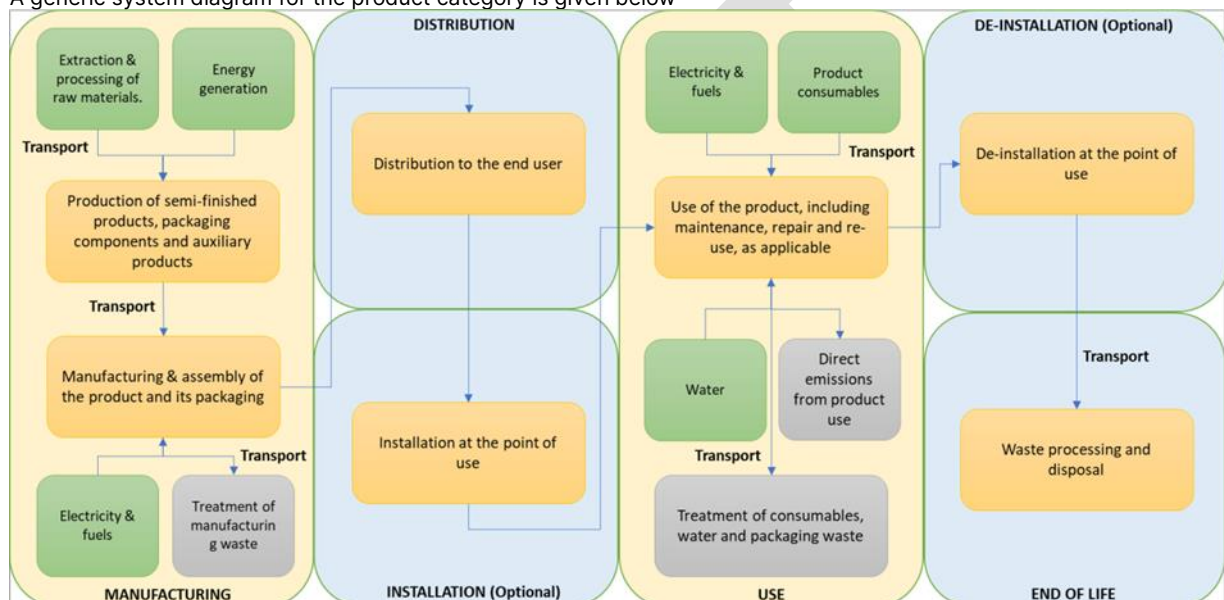 A generic system diagram for the product category is given below
DISTRIBUTION
DE-INSTALLATION (Optional)
Extraction &
processing of
raw materials.
Energy
generation
Transport
Production of semi-finished
products, packaging
components and auxiliary
products
Transport
Manufacturing & assembly of
the product and its packaging
Transport
Electricity &
fuels
Treatment of
manufacturin
g waste
MANUFACTURING
Distribution to the end user
Installation at the point of
use
INSTALLATION (Optional)
Electricity
& fuels
Product
consumables
Transport
Use of the product, including
maintenance, repair and re-
use, as applicable
Water
Direct
emissions
from product
use
Transport
Treatment of consumables,
water and packaging waste
USE
De-installation at the point of
use
Transport
Waste processing and
disposal
END OF LIFE